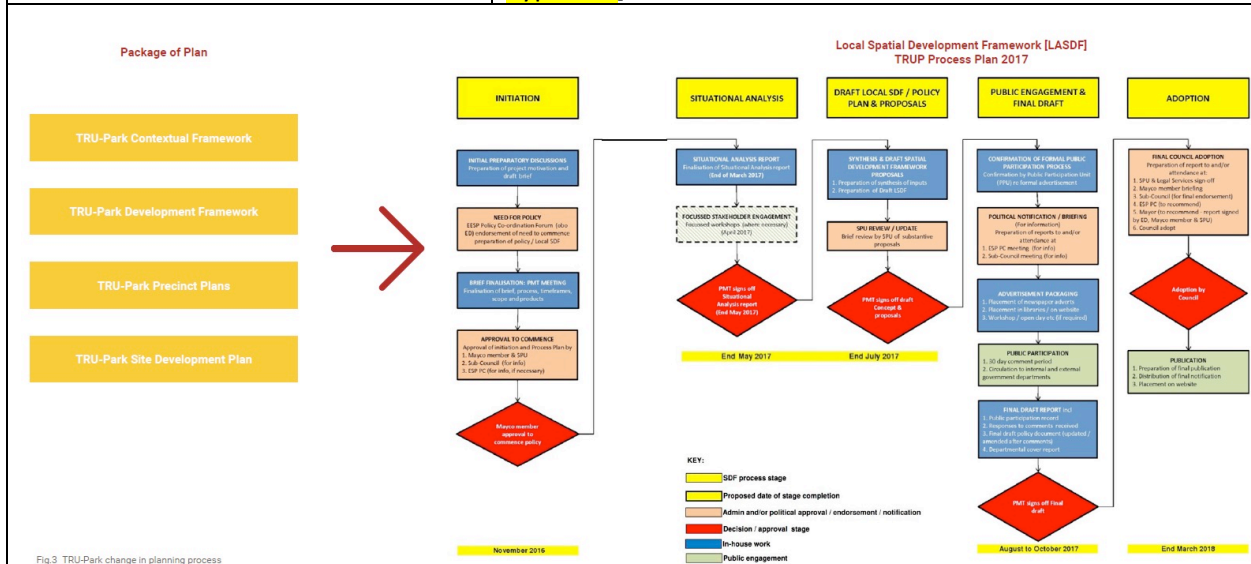 Package of Plan
TRU-Park Contextual Framework
TRU-Park Development Framework
TRU-Park Precinct Plans
TRU-Park Site Development Plan
Fig.3 TRU-Park change in planning process
Local Spatial Development Framework [LASDF]
TRUP Process Plan 2017
INITIATION
INITIAL PREPARATORY DISCUSSIONS
Preparation of project motivation and
draft brief
NEED FOR POLICY
EESP Policy Co-ordination Forum (obo
ED) endorsement of need to commence
preparation of policy / Local SDF
BRIEF FINALISATION: PMT MEETING
Finalisation of brief, process, timeframes,
scope and products
APPROVAL TO COMMENCE
Approval of initiation and Process Plan by
1. Mayco member & SPU
2. Sub-Council (for info)
3. ESP PC (for info, if necessary)
Mayco member
approval to
commence policy
November 2016
SITUATIONAL ANALYSIS
SITUATIONAL ANALYSIS REPORT
Finalisation of Situational Analysis report
(End of March 2017)
FOCUSSED STAKEHOLDER ENGAGEMENT
Focussed workshops (where necessary)
(April 2017)
PMT signs off
Situational
Analysis report
(End May 2017)
End May 2017
DRAFT LOCAL SDF / POLICY
PLAN & PROPOSALS
SYNTHESIS & DRAFT SPATIAL
DEVELOPMENT FRAMEWORK
PROPOSALS
1. Preparation of synthesis of inputs
2. Preparation of Draft LSDF
SPU REVIEW / UPDATE
Brief review by SPU of substantive
proposals
PMT signs off draft
Concept &
proposals
End July 2017
PUBLIC ENGAGEMENT &
FINAL DRAFT
CONFIRMATION OF FORMAL PUBLIC
PARTICIPATION PROCESS
Confirmation by Public Participation Unit
(PPU) re formal advertisement
POLITICAL NOTIFICATION / BRIEFING
(For information)
Preparation of reports to and/or
attendance at
1. ESP PC meeting (for info)
2. Sub-Council meeting (for info)
ADVERTISEMENT PACKAGING
1. Placement of newspaper adverts
2. Placement in libraries / on website
3. Workshop / open day etc (if required)
PUBLIC PARTICIPATION
1. 30 day comment period
2. Circulation to internal and external
government departments
FINAL DRAFT REPORT incl
1. Public participation record
2. Responses to comments received
3. Final draft policy document (updated /
amended after comments)
4. Departmental cover report
PMT signs off Final
draft
August to October 2017
ADOPTION
FINAL COUNCIL ADOPTION
Preparation of report to and/or
attendance at:
1. SPU & Legal Services sign off
2. Mayco member briefing
3. Sub-Council (for final endorsement)
4. ESP PC (to recommend)
5. Mayor (to recommend - report signed
by ED, Mayco member & SPU)
6. Council adopt
Adoption by
Council
PUBLICATION
1. Preparation of final publication
2. Distribution of final notification
3. Placement on website
End March 2018
KEY:
SDF process stage
Proposed date of stage completion
Admin and/or political approval / endorsement / notification
Decision / approval stage
In-house work
Public engagement